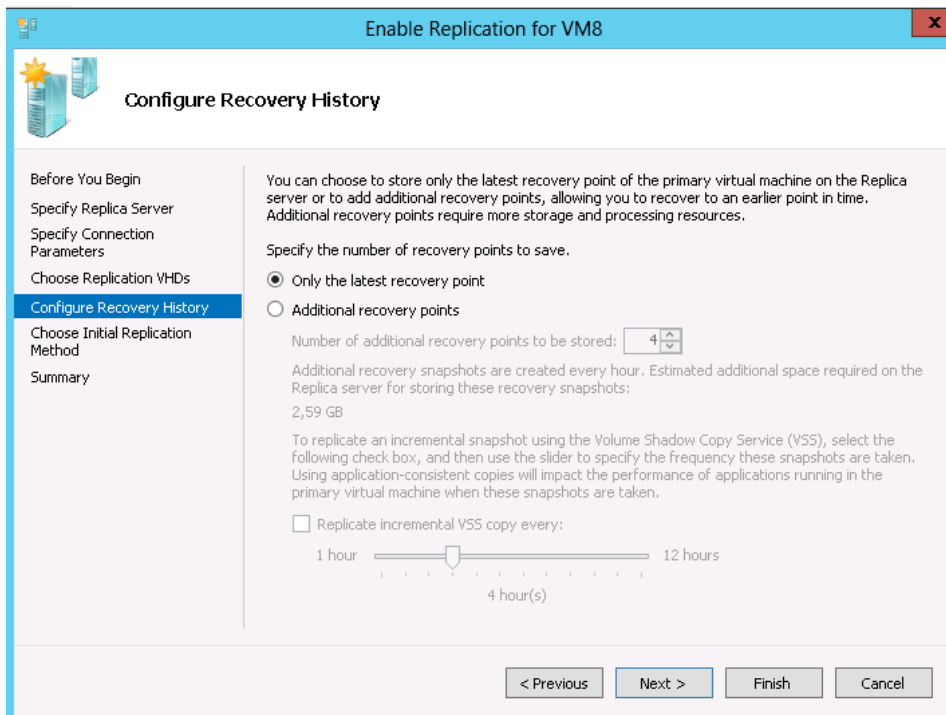 Enable Replication for VM8
x
Configure Recovery History
Before You Begin
Specify Replica Server
Specify Connection
Parameters
Choose Replication VHDs
Configure Recovery History
Choose Initial Replication
Method
Summary
You can choose to store only the latest recovery point of the primary virtual machine on the Replica
server or to add additional recovery points, allowing you to recover to an earlier point in time.
Additional recovery points require more storage and processing resources.
Specify the number of recovery points to save.
Only the latest recovery point
Additional recovery points
Number of additional recovery points to be stored: 4
Additional recovery snapshots are created every hour. Estimated additional space required on the
Replica server for storing these recovery snapshots:
2,59 GB
To replicate an incremental snapshot using the Volume Shadow Copy Service (VSS), select the
following check box, and then use the slider to specify the frequency these snapshots are taken.
Using application-consistent copies will impact the performance of applications running in the
primary virtual machine when these snapshots are taken.
Replicate incremental VSS copy every:
1 hour 12 hours
4 hour(s)
< Previous Next > Finish Cancel